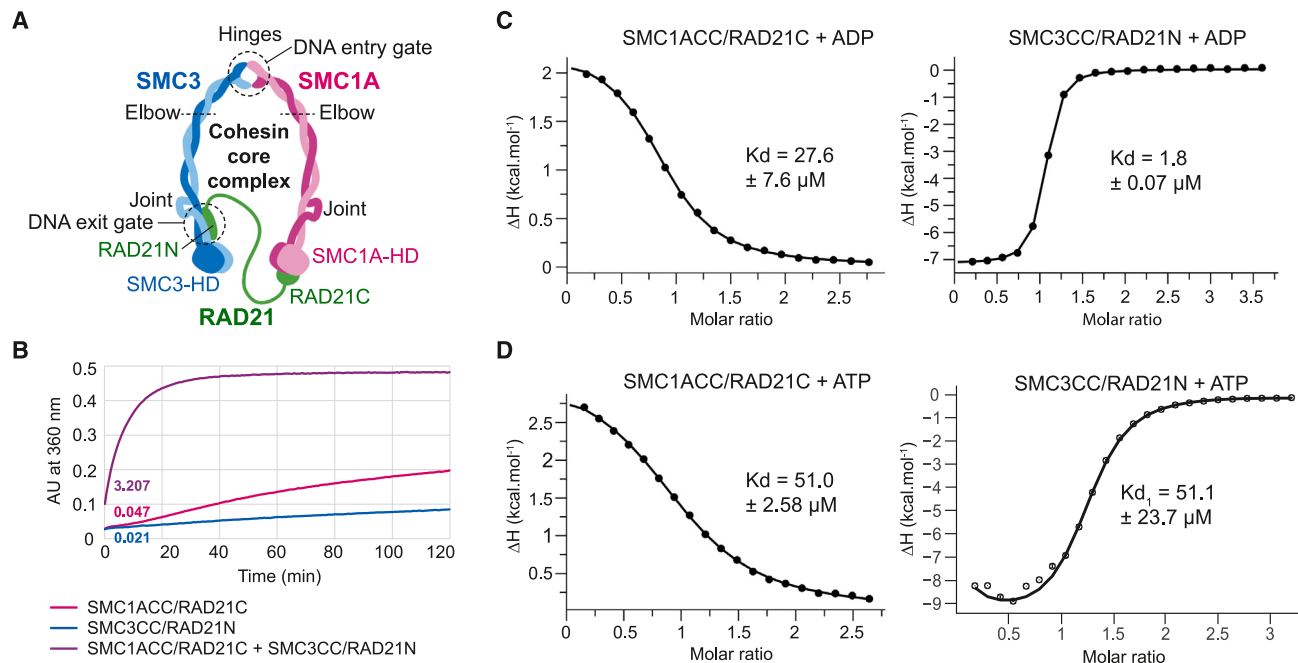 A
Hinges
DNA entry gate
SMC3
SMC1A
Elbow
Elbow
Cohesin
core
complex
Joint
Joint
DNA exit gate
RAD21N
SMC1A-HD
SMC3-HD
RAD21C
RAD21
B
AU at 360 nm
0.5
0.4
0.3
0.2
0.1
0
3.207
0.047
0.021
0
20
40
60
80
100
120
Time (min)
SMC1ACC/RAD21C
SMC3CC/RAD21N
SMC1ACC/RAD21C + SMC3CC/RAD21N
C
SMC1ACC/RAD21C + ADP
ΔH (kcal.mol⁻¹)
2
1.5
1
0.5
0
Kd = 27.6
± 7.6 µM
0
0.5
1.0
1.5
2.0
2.5
Molar ratio
SMC3CC/RAD21N + ADP
ΔH (kcal.mol⁻¹)
0
−1
−2
−3
−4
−5
−6
−7
Kd = 1.8
± 0.07 µM
0
0.5
1
1.5
2
2.5
3
3.5
Molar ratio
D
SMC1ACC/RAD21C + ATP
ΔH (kcal.mol⁻¹)
2.5
2
1.5
1
0.5
Kd = 51.0
± 2.58 µM
0
0.5
1
1.5
2
2.5
Molar ratio
SMC3CC/RAD21N + ATP
ΔH (kcal.mol⁻¹)
0
−1
−2
−3
−4
−5
−6
−7
−8
−9
Kd₁ = 51.1
± 23.7 µM
0.5
1
1.5
2
2.5
3
Molar ratio